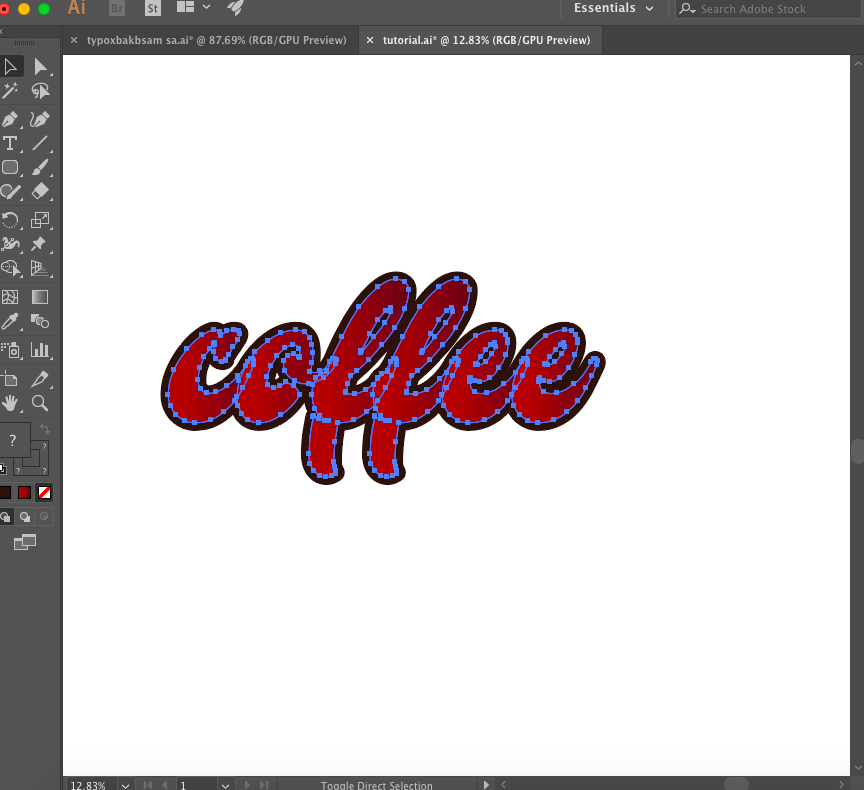 Ai Br St Essentials Search Adobe Stock
typoxbakbsam sa.ai* @ 87.69% (RGB/GPU Preview) tutorial.ai* @ 12.83% (RGB/GPU Preview)
T
coffee
?
?
? ?
12.83% 1 Toggle Direct Selection